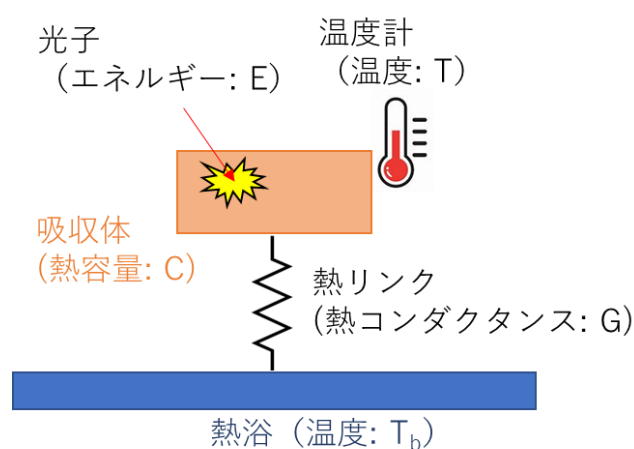 光子
（エネルギー: E）
温度計
（温度: T）
吸収体
(熱容量: C）
熱リンク
(熱コンダクタンス: G）
熱浴（温度: Tb）